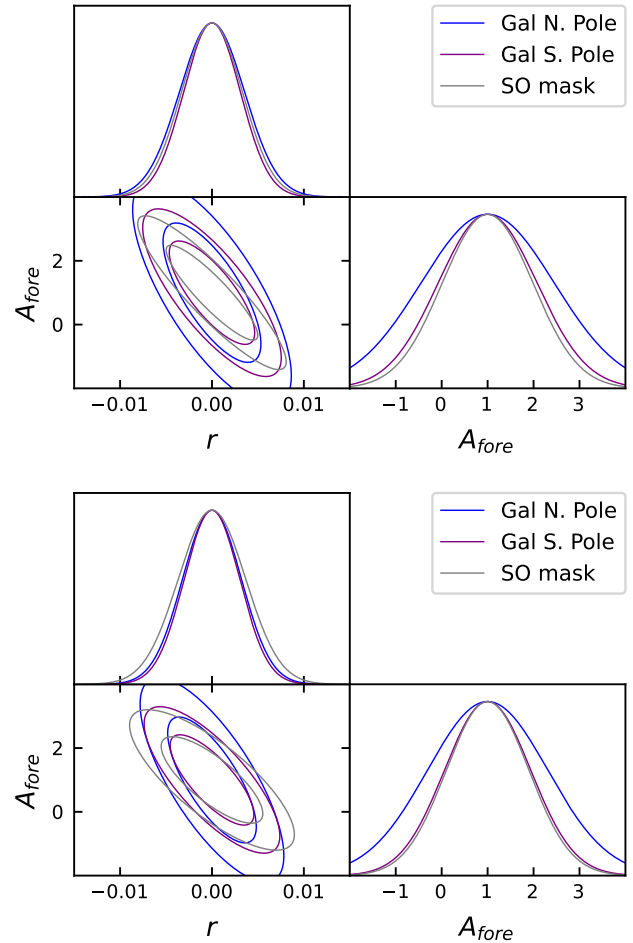 Gal N. Pole
Gal S. Pole
SO mask
2
0
A_fore
−0.01 0.00 0.01
r
−1 0 1 2 3
A_fore
Gal N. Pole
Gal S. Pole
SO mask
2
0
A_fore
−0.01 0.00 0.01
r
−1 0 1 2 3
A_fore